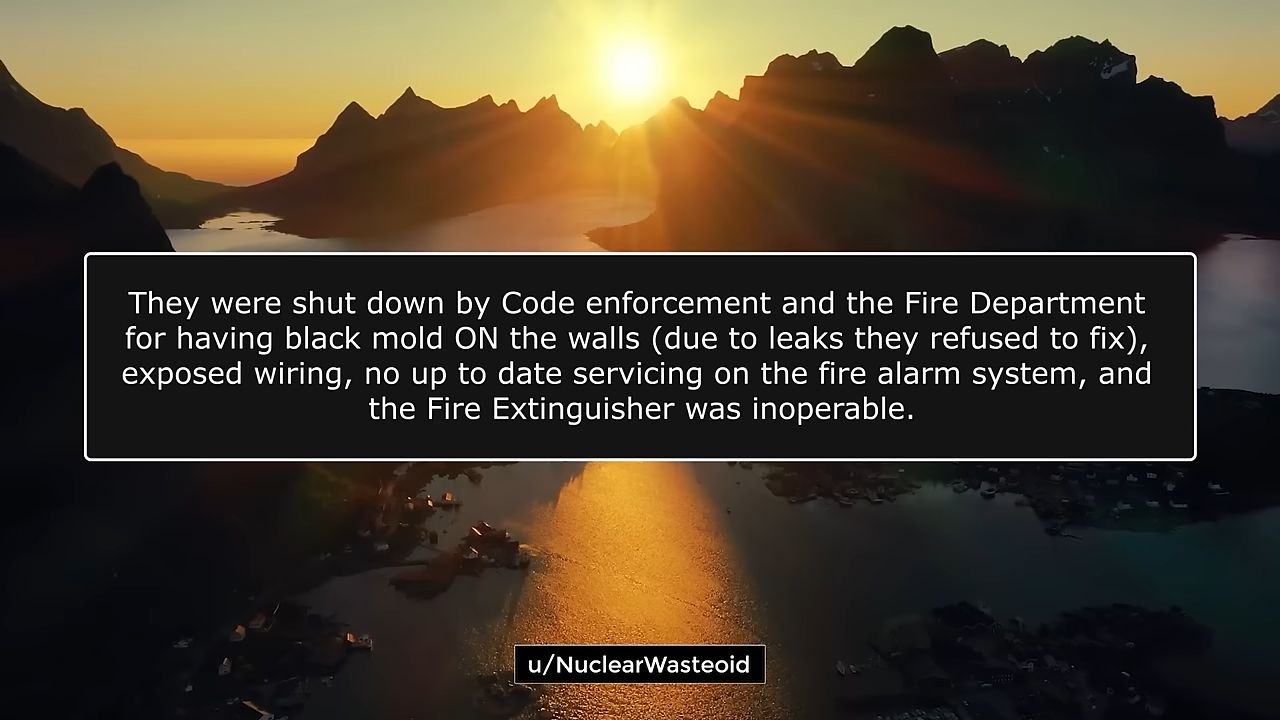 They were shut down by Code enforcement and the Fire Department
for having black mold ON the walls (due to leaks they refused to fix),
exposed wiring, no up to date servicing on the fire alarm system, and
the Fire Extinguisher was inoperable.
u/NuclearWasteoid